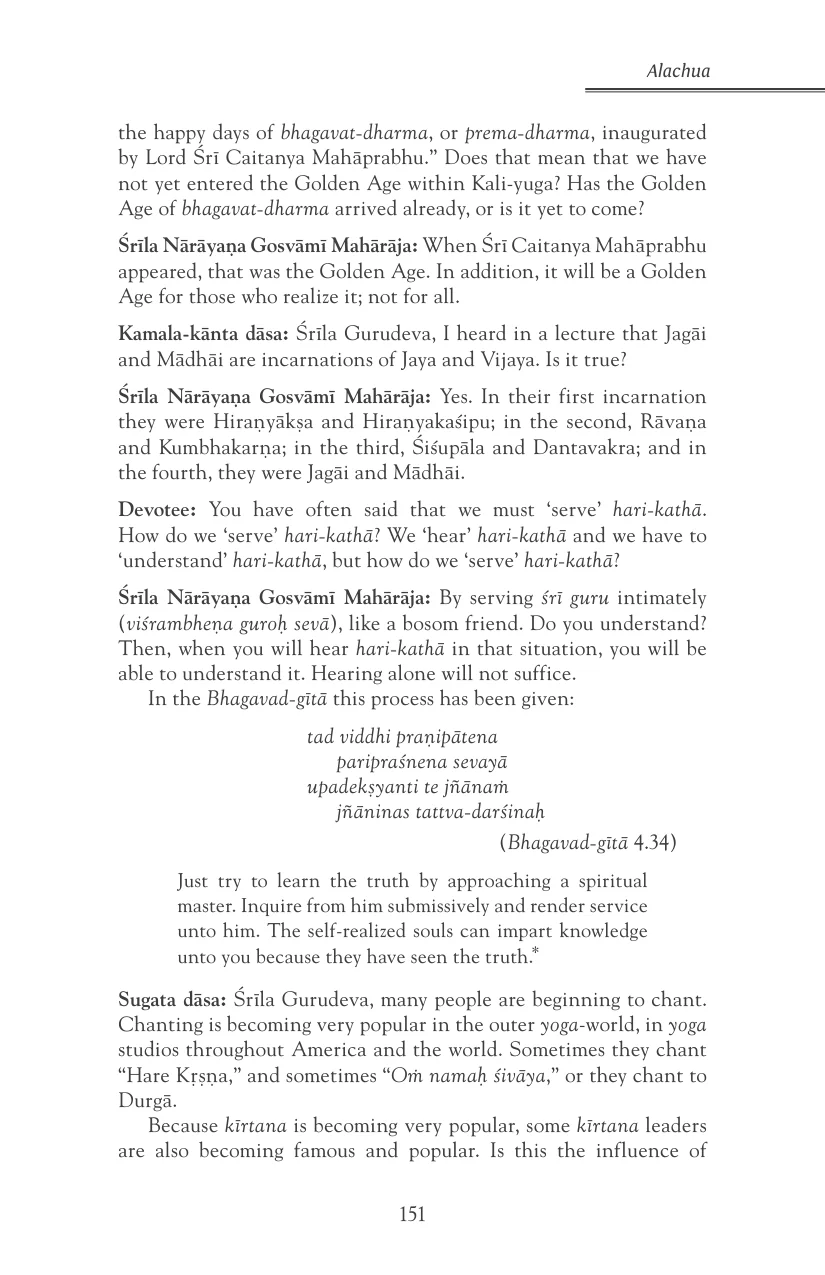 Alachua
the happy days of bhagavat-dharma, or prema-dharma, inaugurated
by Lord Śrī Caitanya Mahāprabhu.” Does that mean that we have
not yet entered the Golden Age within Kali-yuga? Has the Golden
Age of bhagavat-dharma arrived already, or is it yet to come?
Śrīla Nārāyaṇa Gosvāmī Mahārāja: When Śrī Caitanya Mahāprabhu
appeared, that was the Golden Age. In addition, it will be a Golden
Age for those who realize it; not for all.
Kamala-kānta dāsa: Śrīla Gurudeva, I heard in a lecture that Jagāi
and Mādhāi are incarnations of Jaya and Vijaya. Is it true?
Śrīla Nārāyaṇa Gosvāmī Mahārāja: Yes. In their first incarnation
they were Hiraṇyākṣa and Hiraṇyakaśipu; in the second, Rāvaṇa
and Kumbhakarṇa; in the third, Śiśupāla and Dantavakra; and in
the fourth, they were Jagāi and Mādhāi.
Devotee: You have often said that we must ‘serve’ hari-kathā.
How do we ‘serve’ hari-kathā? We ‘hear’ hari-kathā and we have to
‘understand’ hari-kathā, but how do we ‘serve’ hari-kathā?
Śrīla Nārāyaṇa Gosvāmī Mahārāja: By serving śrī guru intimately
(viśrambheṇa guroḥ sevā), like a bosom friend. Do you understand?
Then, when you will hear hari-kathā in that situation, you will be
able to understand it. Hearing alone will not suffice.
In the Bhagavad-gītā this process has been given:
tad viddhi praṇipātena
paripraśnena sevayā
upadekṣyanti te jñānaṁ
jñāninas tattva-darśinaḥ
(Bhagavad-gītā 4.34)
Just try to learn the truth by approaching a spiritual
master. Inquire from him submissively and render service
unto him. The self-realized souls can impart knowledge
unto you because they have seen the truth.*
Sugata dāsa: Śrīla Gurudeva, many people are beginning to chant.
Chanting is becoming very popular in the outer yoga-world, in yoga
studios throughout America and the world. Sometimes they chant
“Hare Kṛṣṇa,” and sometimes “Oṁ namaḥ śivāya,” or they chant to
Durgā.
Because kīrtana is becoming very popular, some kīrtana leaders
are also becoming famous and popular. Is this the influence of
151